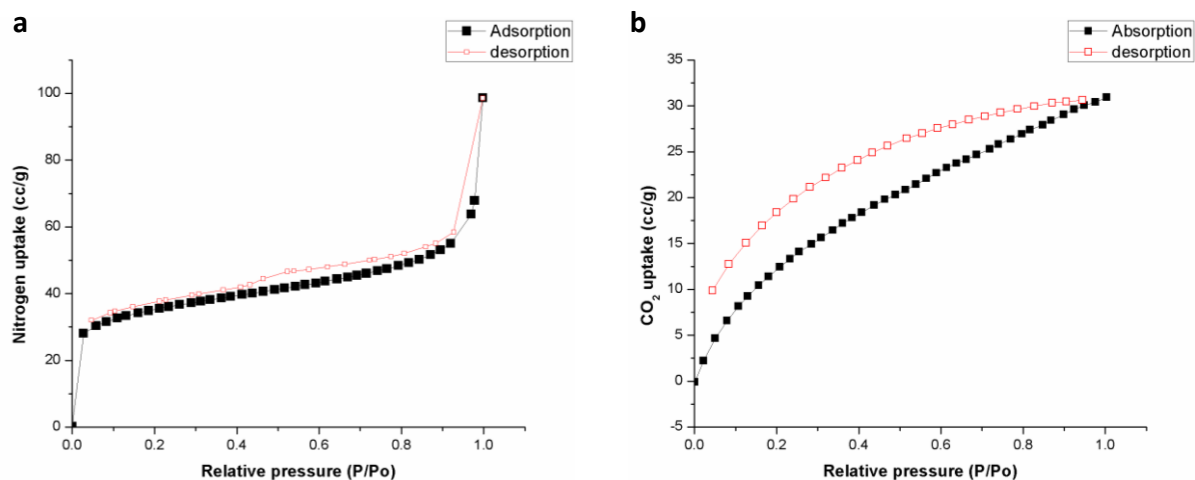 a
Adsorption
desorption
Nitrogen uptake (cc/g)
100
80
60
40
20
0
0.0 0.2 0.4 0.6 0.8 1.0
Relative pressure (P/Po)
b
Absorption
desorption
CO2 uptake (cc/g)
35
30
25
20
15
10
5
0
-5
0.0 0.2 0.4 0.6 0.8 1.0
Relative pressure (P/Po)